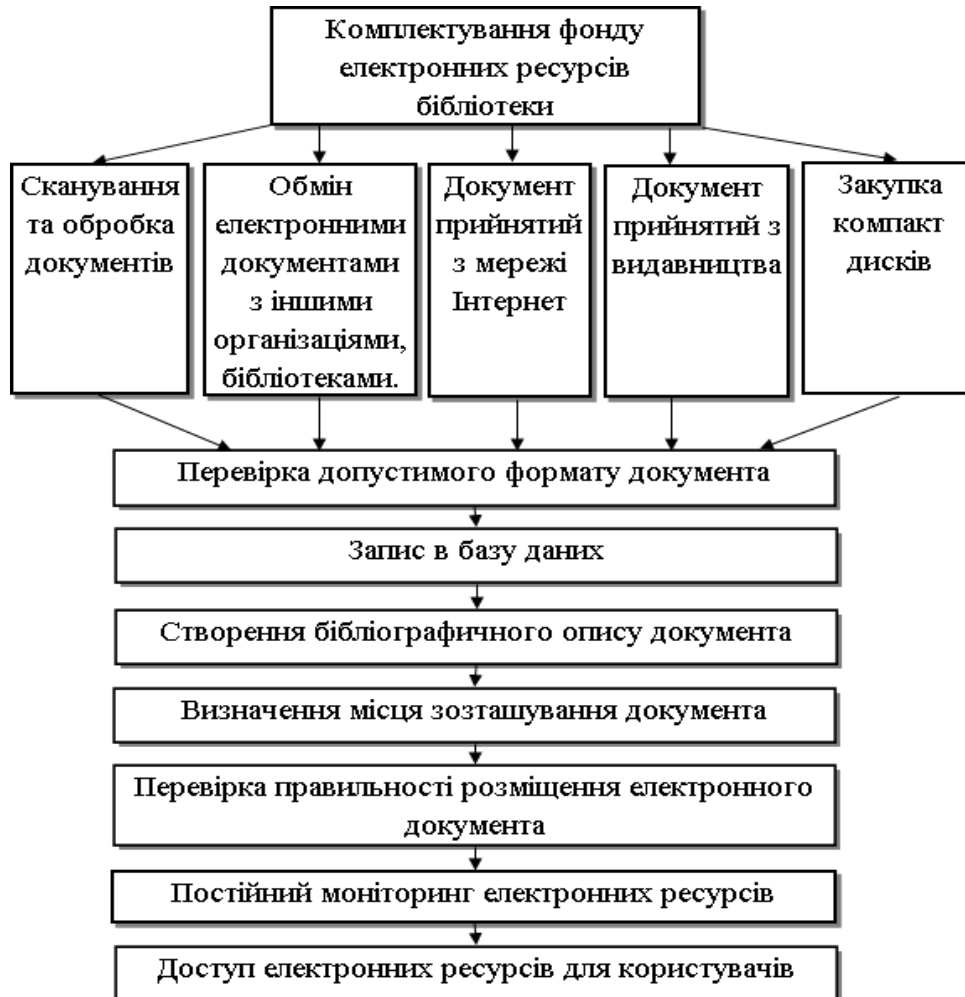 Комплектування фонду
електронних ресурсів
бібліотеки
Сканування
та обробка
документів
Обмін
електронними
документами
з іншими
організаціями,
бібліотеками.
Документ
прийнятий
з мережі
Інтернет
Документ
прийнятий з
видавництва
Закупка
компакт
дисків
Перевірка допустимого формату документа
Запис в базу даних
Створення бібліографичного опису документа
Визначення місця зозташування документа
Перевірка правильності розміщення електронного
документа
Постійний моніторинг електронних ресурсів
Доступ електронних ресурсів для користувачів